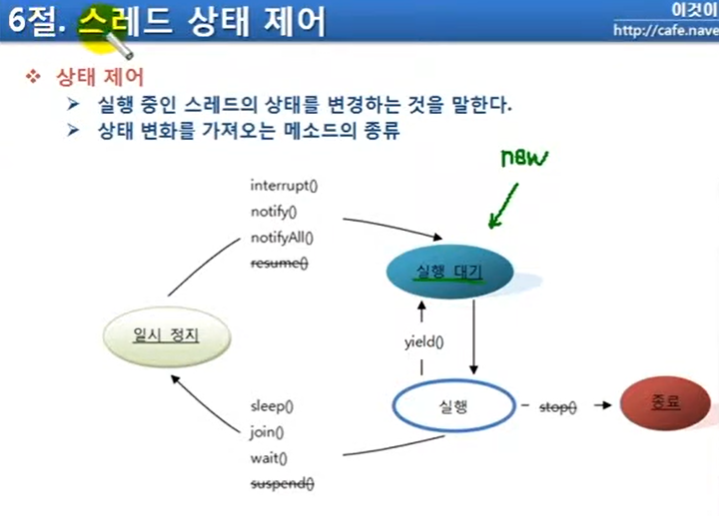 6절. 스레드 상태 제어
이것이
http://cafe.nave
상태 제어
실행 중인 스레드의 상태를 변경하는 것을 말한다.
상태 변화를 가져오는 메소드의 종류
new
interrupt()
notify()
notifyAll()
resume()
실행 대기
일시 정지
yield()
sleep()
join()
wait()
suspend()
실행
stop()
종료